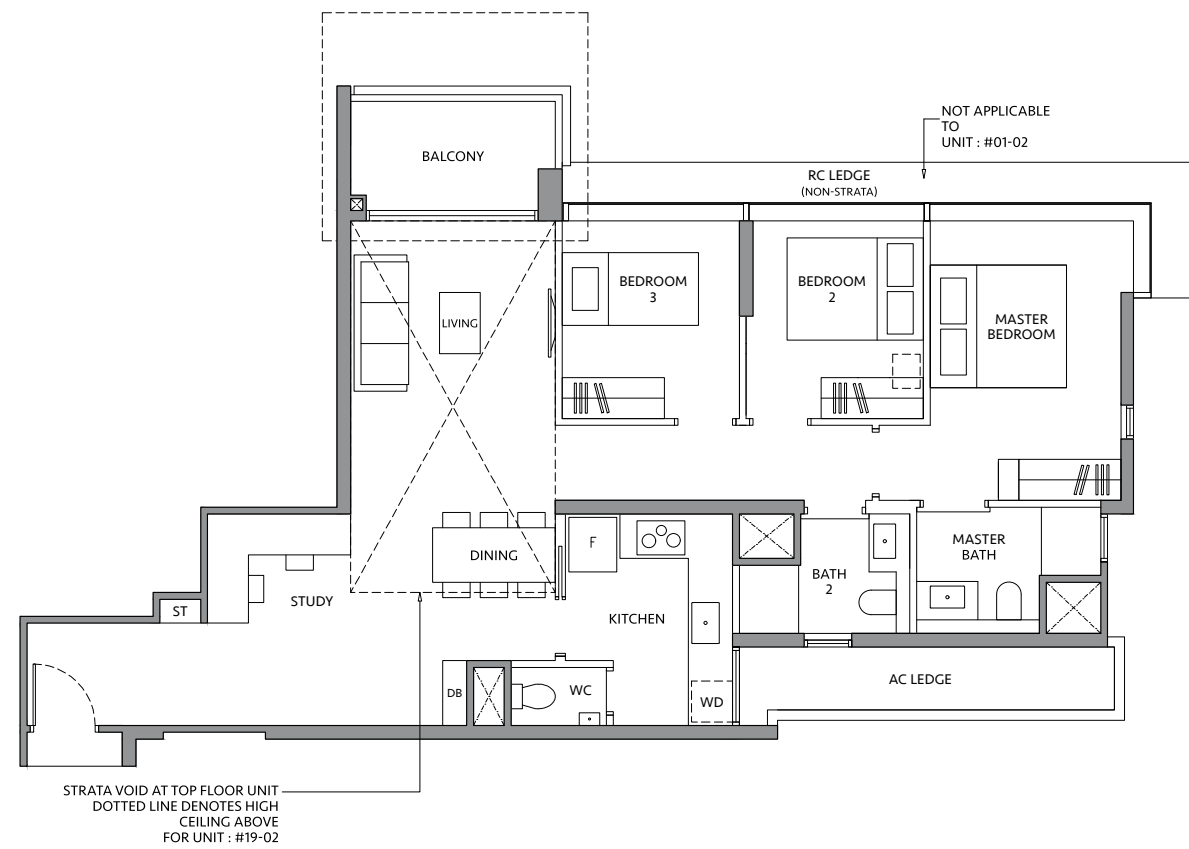 NOT APPLICABLE
TO
UNIT : #01-02
BALCONY
RC LEDGE
(NON-STRATA)
BEDROOM
3
BEDROOM
2
LIVING
MASTER
BEDROOM
DINING
F
MASTER
BATH
BATH
2
STUDY
ST
KITCHEN
DB
WC
WD
AC LEDGE
STRATA VOID AT TOP FLOOR UNIT
DOTTED LINE DENOTES HIGH
CEILING ABOVE
FOR UNIT : #19-02